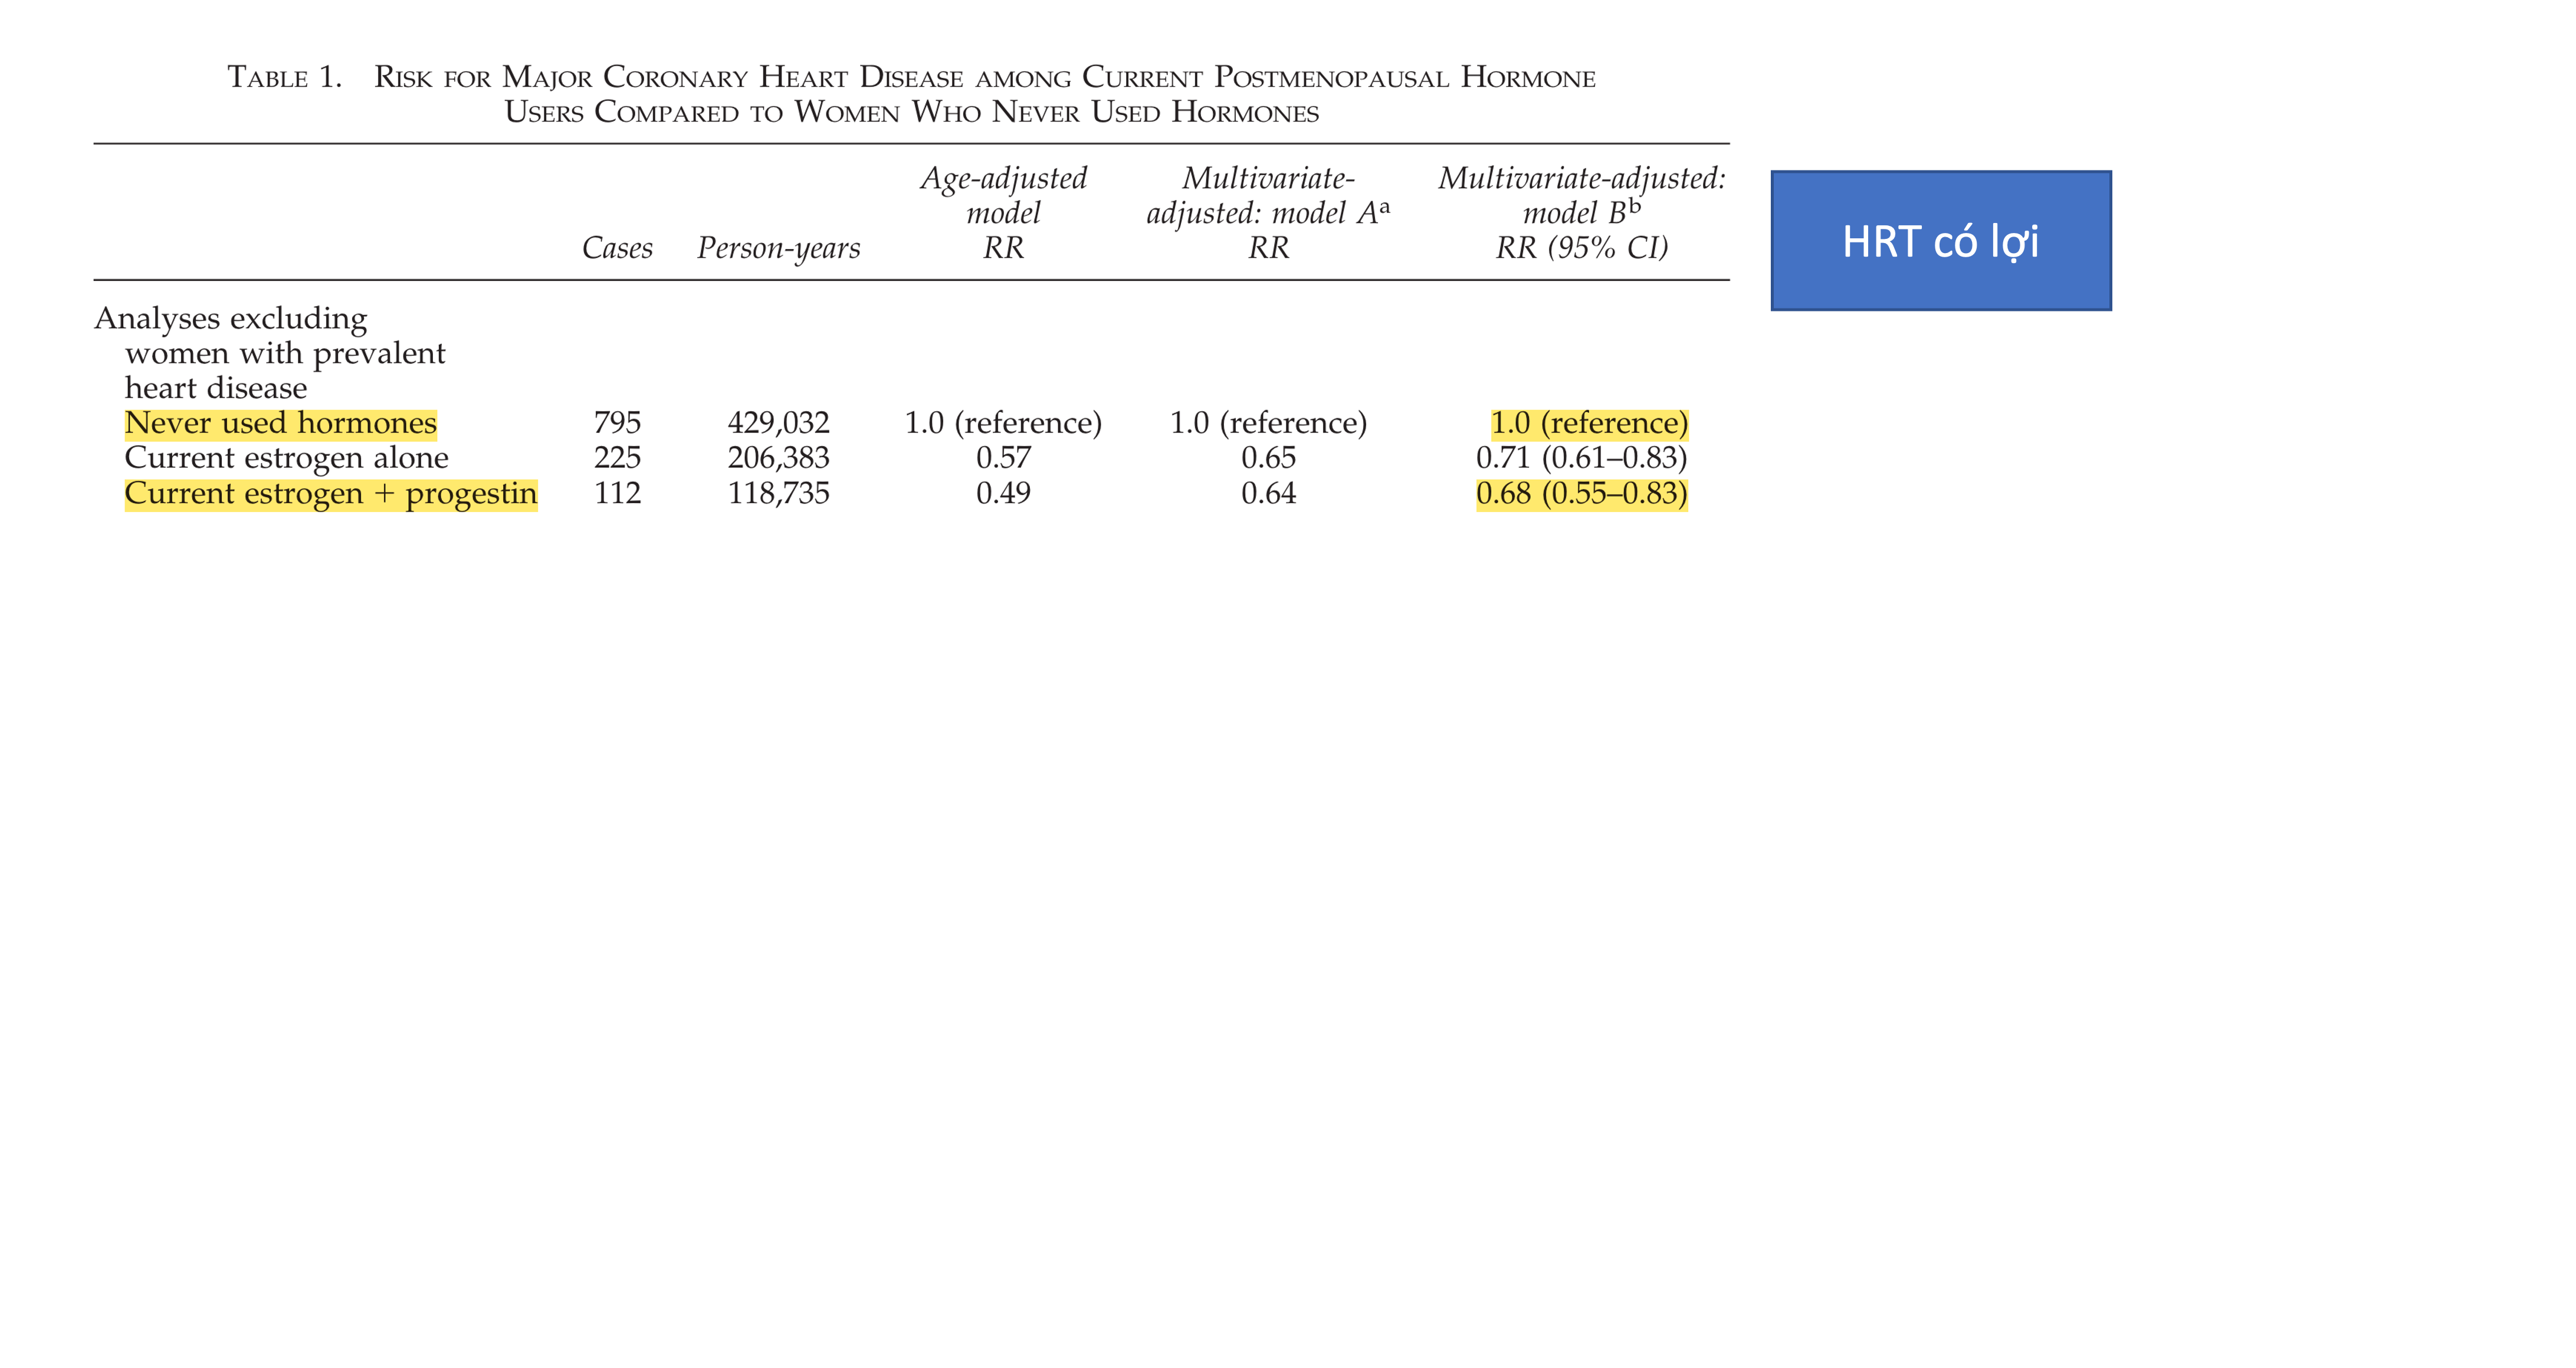 TABLE 1. RISK FOR MAJOR CORONARY HEART DISEASE AMONG CURRENT POSTMENOPAUSAL HORMONE
USERS COMPARED TO WOMEN WHO NEVER USED HORMONES
Age-adjusted Multivariate- Multivariate-adjusted:
model adjusted: model Aᵃ model Bᵇ
Cases Person-years RR RR RR (95% CI)
HRT có lợi
Analyses excluding
women with prevalent
heart disease
Never used hormones 795 429,032 1.0 (reference) 1.0 (reference) 1.0 (reference)
Current estrogen alone 225 206,383 0.57 0.65 0.71 (0.61–0.83)
Current estrogen + progestin 112 118,735 0.49 0.64 0.68 (0.55–0.83)